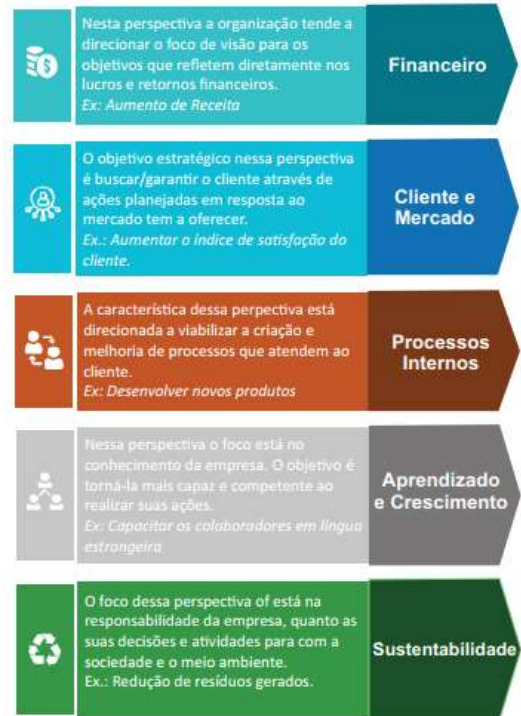 Nesta perspectiva a organização tende a
direcionar o foco de visão para os
objetivos que refletem diretamente nos
lucros e retornos financeiros.
Ex: Aumento de Receita
Financeiro
O objetivo estratégico nessa perspectiva
é buscar/garantir o cliente através de
ações planejadas em resposta ao
mercado tem a oferecer.
Ex.: Aumentar o índice de satisfação do
cliente.
Cliente e
Mercado
A característica dessa perpectiva está
direcionada a viabilizar a criação e
melhoria de processos que atendem ao
cliente.
Ex: Desenvolver novos produtos
Processos
Internos
Nessa perspectiva o foco está no
conhecimento da empresa. O objetivo é
torná-la mais capaz e competente ao
realizar suas ações.
Ex: Capacitar os colaboradores em língua
estrangeira
Aprendizado
e Crescimento
O foco dessa perspectiva of está na
responsabilidade da empresa, quanto as
suas decisões e atividades para com a
sociedade e o meio ambiente.
Ex.: Redução de resíduos gerados.
Sustentabilidade